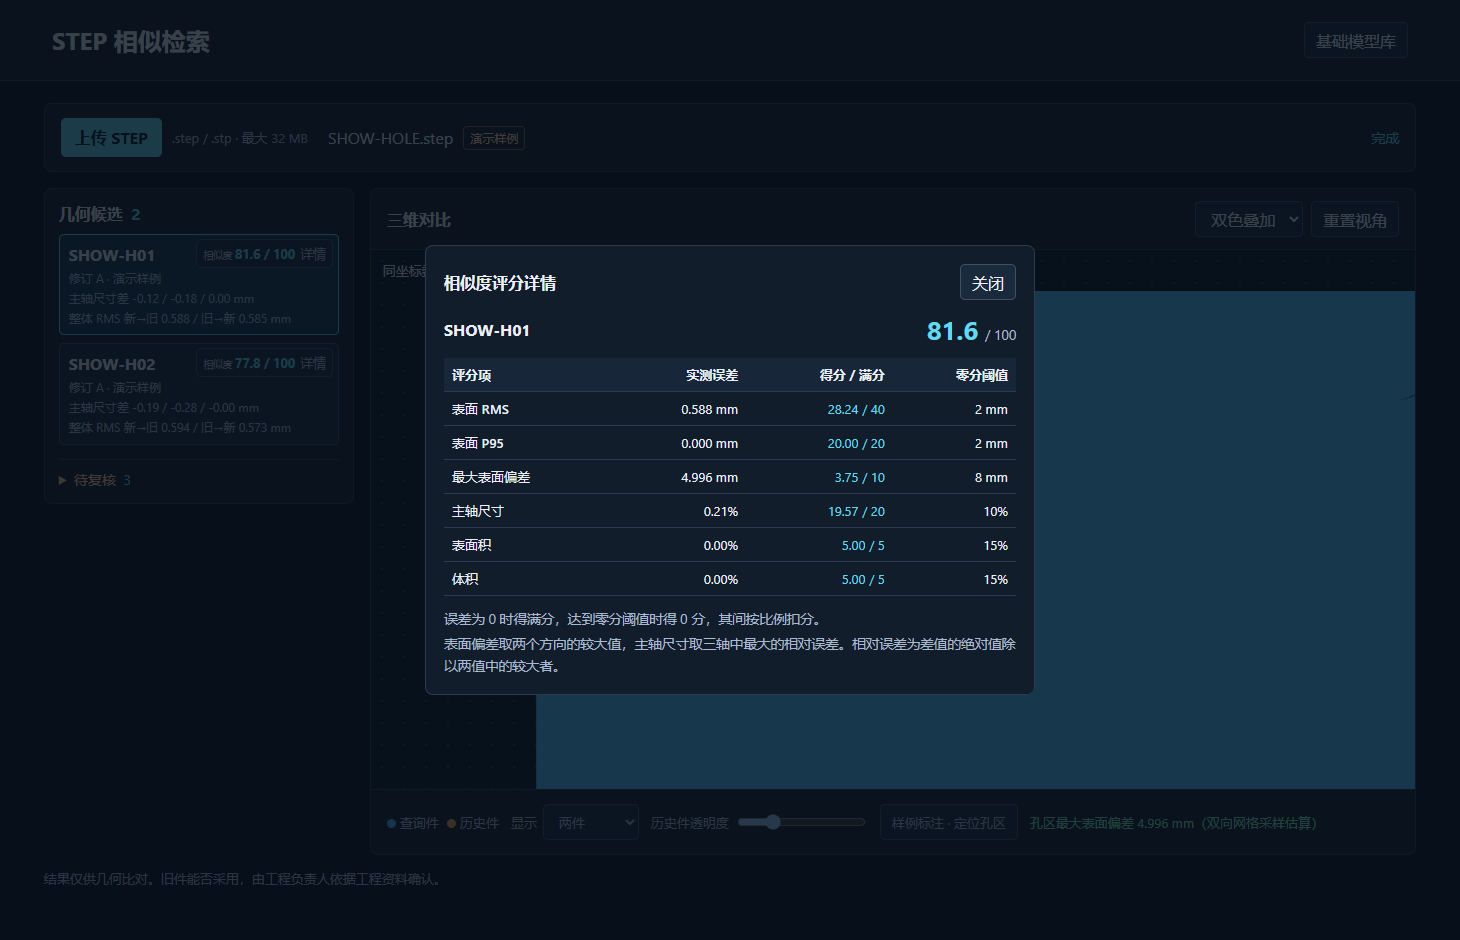 STEP 相似检索
基础模型库
上传 STEP .step / .stp · 最大 32 MB SHOW-HOLE.step 演示样例 完成
几何候选 2
SHOW-H01 相似度 81.6 / 100 详情
修订 A · 演示样例
主轴尺寸差 -0.12 / -0.18 / 0.00 mm
整体 RMS 新→旧 0.588 / 旧→新 0.585 mm
SHOW-H02 相似度 77.8 / 100 详情
修订 A · 演示样例
主轴尺寸差 -0.19 / -0.28 / -0.00 mm
整体 RMS 新→旧 0.594 / 旧→新 0.573 mm
▶ 待复核 3
三维对比 双色叠加 重置视角
同坐标
相似度评分详情 关闭
SHOW-H01 81.6 / 100
评分项 实测误差 得分 / 满分 零分阈值
表面 RMS 0.588 mm 28.24 / 40 2 mm
表面 P95 0.000 mm 20.00 / 20 2 mm
最大表面偏差 4.996 mm 3.75 / 10 8 mm
主轴尺寸 0.21% 19.57 / 20 10%
表面积 0.00% 5.00 / 5 15%
体积 0.00% 5.00 / 5 15%
误差为 0 时得满分，达到零分阈值时得 0 分，其间按比例扣分。
表面偏差取两个方向的较大值，主轴尺寸取三轴中最大的相对误差。相对误差为差值的绝对值除
以两值中的较大者。
查询件 历史件 显示 两件 历史件透明度 样例标注 · 定位孔区 孔区最大表面偏差 4.996 mm（双向网格采样估算）
结果仅供几何比对。旧件能否采用，由工程负责人依据工程资料确认。